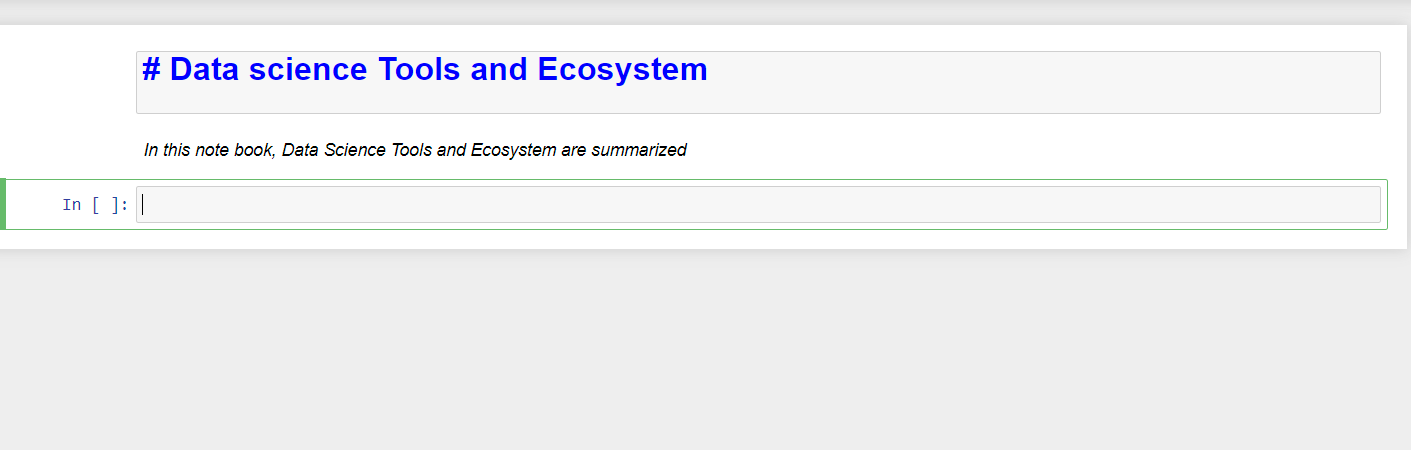 # Data science Tools and Ecosystem
In this note book, Data Science Tools and Ecosystem are summarized
In [ ]: